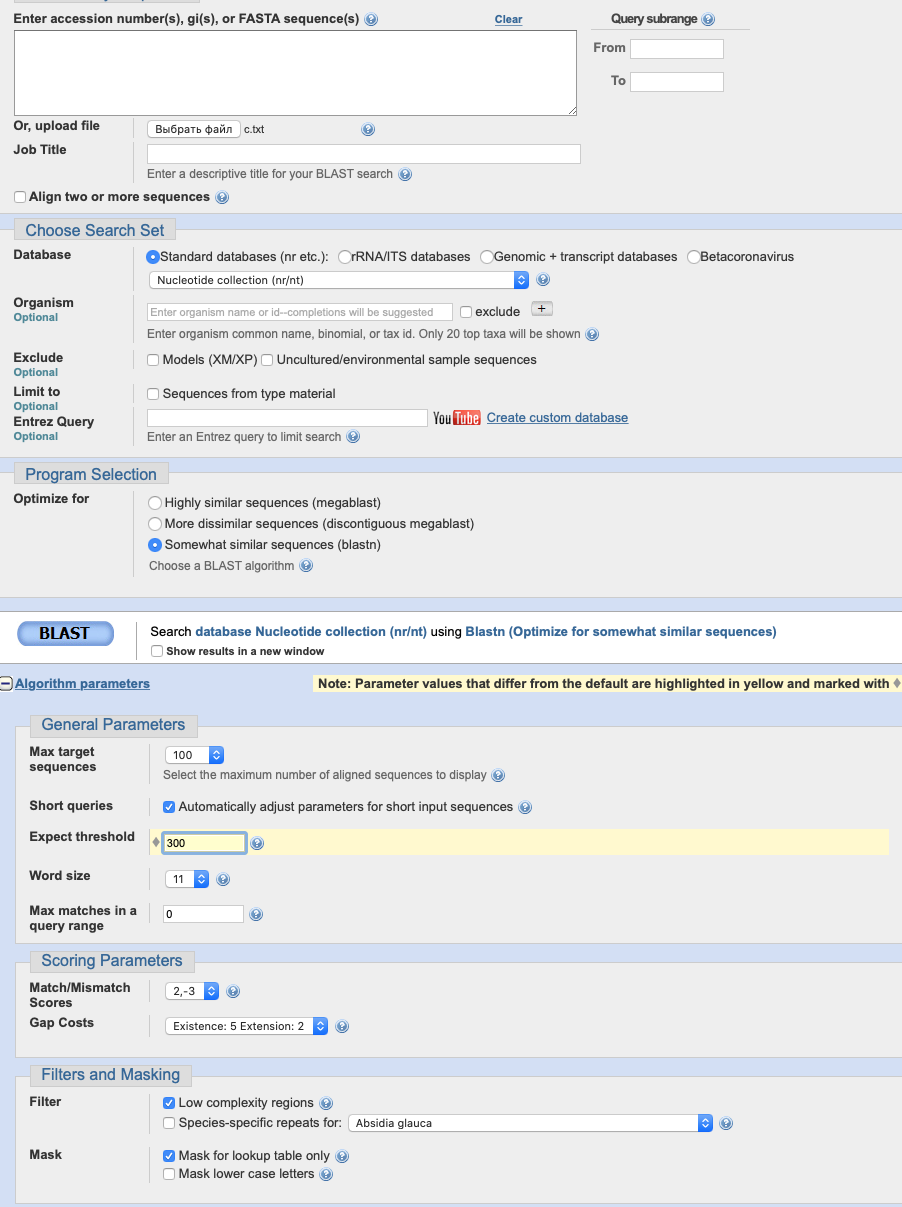 Enter accession number(s), gi(s), or FASTA sequence(s) Clear Query subrange
From
To
Or, upload file Выбрать файл c.txt
Job Title
Enter a descriptive title for your BLAST search
Align two or more sequences
Choose Search Set
Database Standard databases (nr etc.): rRNA/ITS databases Genomic + transcript databases Betacoronavirus
Nucleotide collection (nr/nt)
Organism
Optional
Enter organism name or id--completions will be suggested exclude +
Enter organism common name, binomial, or tax id. Only 20 top taxa will be shown
Exclude
Optional
Models (XM/XP) Uncultured/environmental sample sequences
Limit to
Optional
Sequences from type material
Entrez Query
Optional
YouTube Create custom database
Enter an Entrez query to limit search
Program Selection
Optimize for
Highly similar sequences (megablast)
More dissimilar sequences (discontiguous megablast)
Somewhat similar sequences (blastn)
Choose a BLAST algorithm
BLAST
Search database Nucleotide collection (nr/nt) using Blastn (Optimize for somewhat similar sequences)
Show results in a new window
Algorithm parameters Note: Parameter values that differ from the default are highlighted in yellow and marked with ♦
General Parameters
Max target
sequences
100
Select the maximum number of aligned sequences to display
Short queries Automatically adjust parameters for short input sequences
Expect threshold ♦ 300
Word size 11
Max matches in a
query range
0
Scoring Parameters
Match/Mismatch
Scores
2,-3
Gap Costs Existence: 5 Extension: 2
Filters and Masking
Filter Low complexity regions
Species-specific repeats for: Absidia glauca
Mask Mask for lookup table only
Mask lower case letters